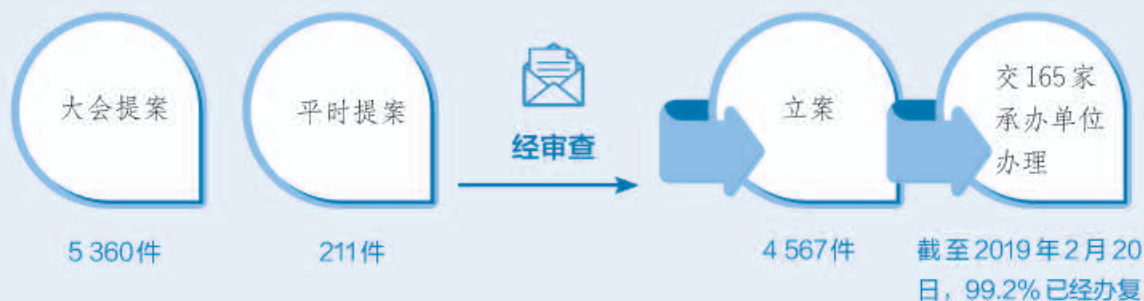 大会提案
5 360件
平时提案
211件
经审查
立案
4 567件
交165家
承办单位
办理
截至2019年2月20
日，99.2%已经办复